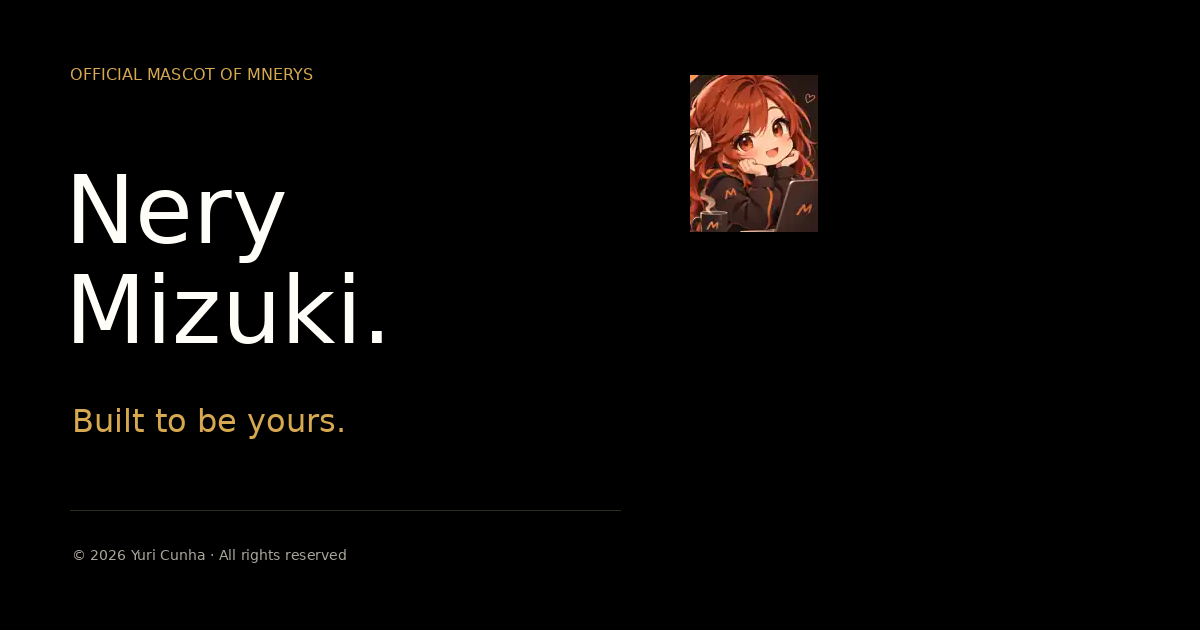 OFFICIAL MASCOT OF MNERYS
Nery
Mizuki.
Built to be yours.
© 2026 Yuri Cunha · All rights reserved
M
M
M